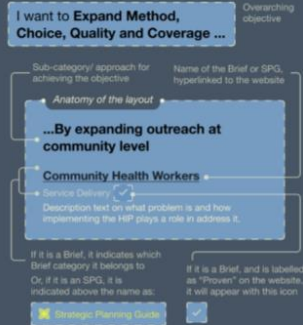 I want to Expand Method,
Choice, Quality and Coverage ...
Overarching
objective
Sub-category/ approach for
achieving the objective
Name of the Brief or SPG,
hyperlinked to the website
Anatomy of the layout
...By expanding outreach at
community level
Community Health Workers
Service Delivery
Description text on what problem is and how
implementing the HIP plays a role in address it.
If it is a Brief, it indicates which
Brief category it belongs to
Or, if it is an SPG, it is
indicated above the name as:
Strategic Planning Guide
If it is a Brief, and is labelled
as "Proven" on the website,
it will appear with this icon